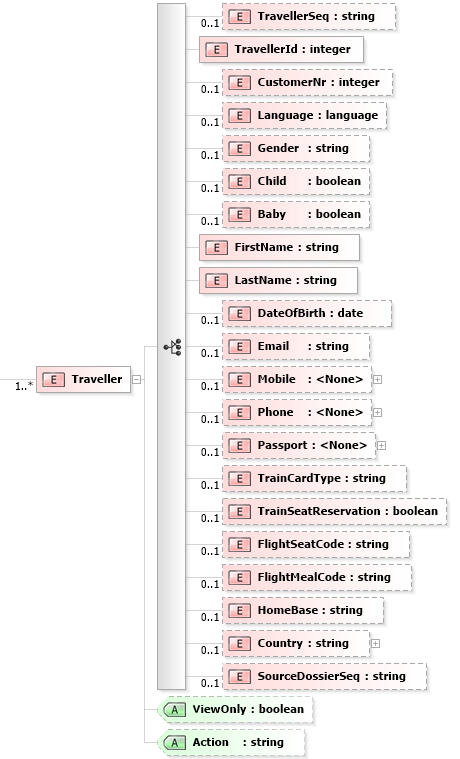 E TravellerSeq : string
0..1
E TravellerId : integer
E CustomerNr : integer
0..1
E Language : language
0..1
E Gender : string
0..1
E Child : boolean
0..1
E Baby : boolean
0..1
E FirstName : string
E LastName : string
E DateOfBirth : date
0..1
E Email : string
0..1
E Traveller
1..*
E Mobile : <None>
0..1
E Phone : <None>
0..1
E Passport : <None>
0..1
E TrainCardType : string
0..1
E TrainSeatReservation : boolean
0..1
E FlightSeatCode : string
0..1
E FlightMealCode : string
0..1
E HomeBase : string
0..1
E Country : string
0..1
E SourceDossierSeq : string
0..1
A ViewOnly : boolean
A Action : string